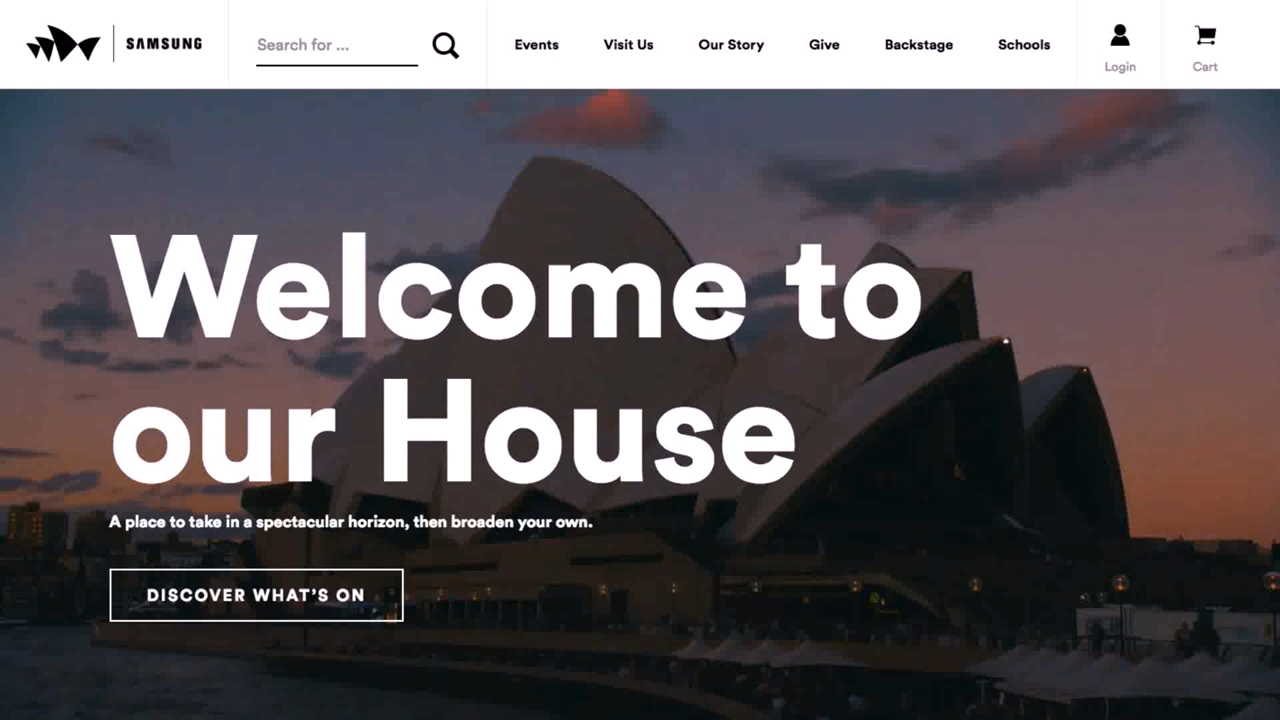 SAMSUNG
Search for ...
Events
Visit Us
Our Story
Give
Backstage
Schools
Login
Cart
Welcome to
our House
A place to take in a spectacular horizon, then broaden your own.
DISCOVER WHAT'S ON